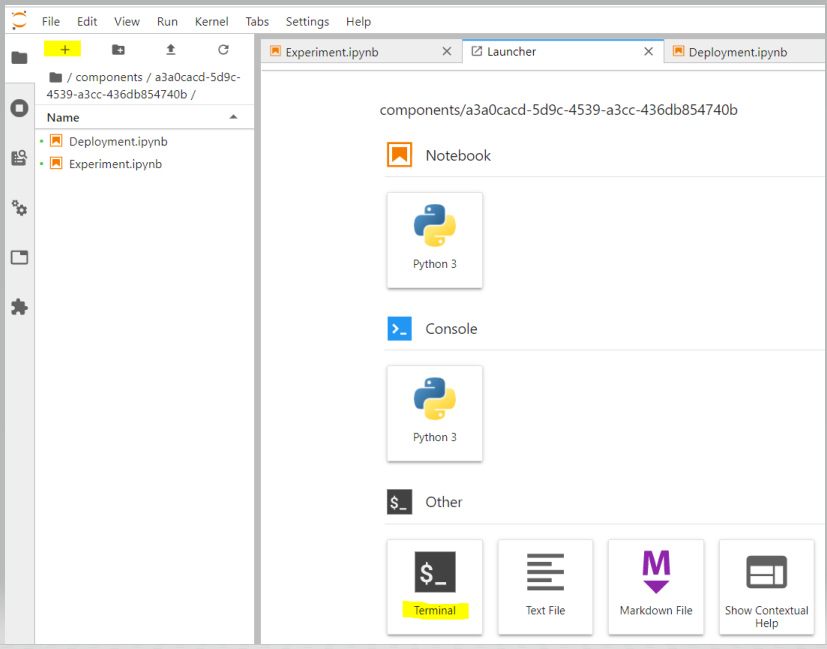 File Edit View Run Kernel Tabs Settings Help
Experiment.ipynb
Launcher
Deployment.ipynb
/ components / a3a0cacd-5d9c-
4539-a3cc-436db854740b /
Name
Deployment.ipynb
Experiment.ipynb
components/a3a0cacd-5d9c-4539-a3cc-436db854740b
Notebook
Python 3
Console
Python 3
$_ Other
$_
Terminal
Text File
M
Markdown File
Show Contextual
Help